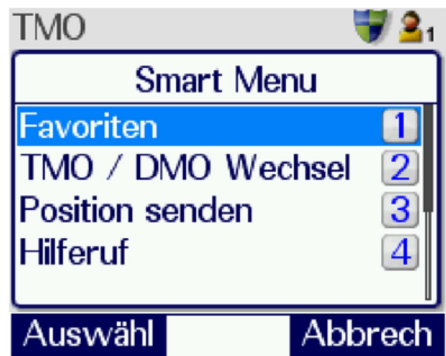 TMO 1
Smart Menu
Favoriten 1
TMO / DMO Wechsel 2
Position senden 3
Hilferuf 4
Auswähl Abbrech